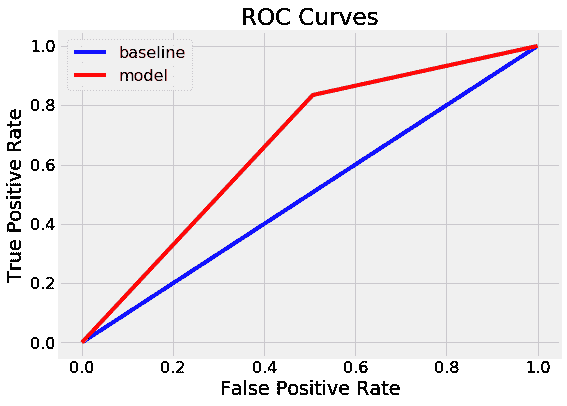 ROC Curves
baseline
model
True Positive Rate
1.0
0.8
0.6
0.4
0.2
0.0
0.0 0.2 0.4 0.6 0.8 1.0
False Positive Rate